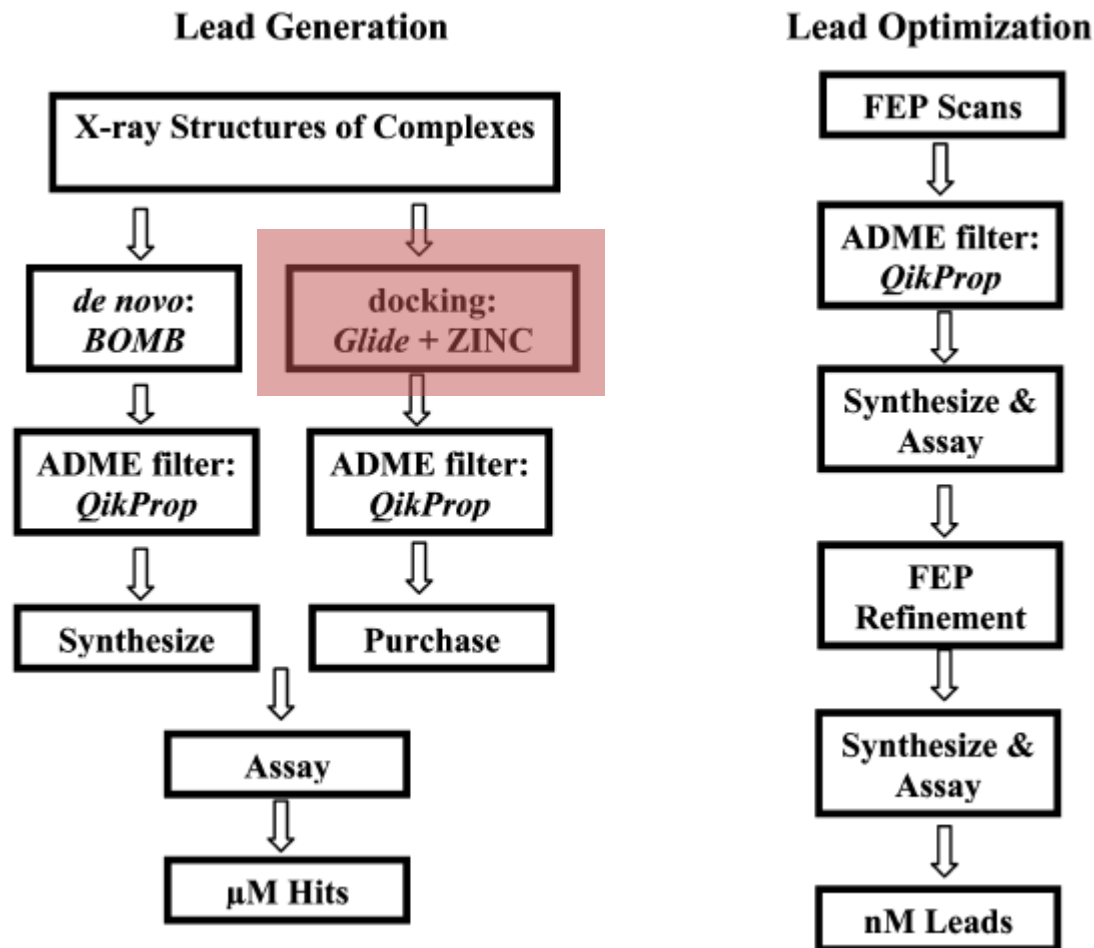 Lead Generation
X-ray Structures of Complexes
de novo:
BOMB
docking:
Glide + ZINC
ADME filter:
QikProp
ADME filter:
QikProp
Synthesize
Purchase
Assay
µM Hits
Lead Optimization
FEP Scans
ADME filter:
QikProp
Synthesize &
Assay
FEP
Refinement
Synthesize &
Assay
nM Leads